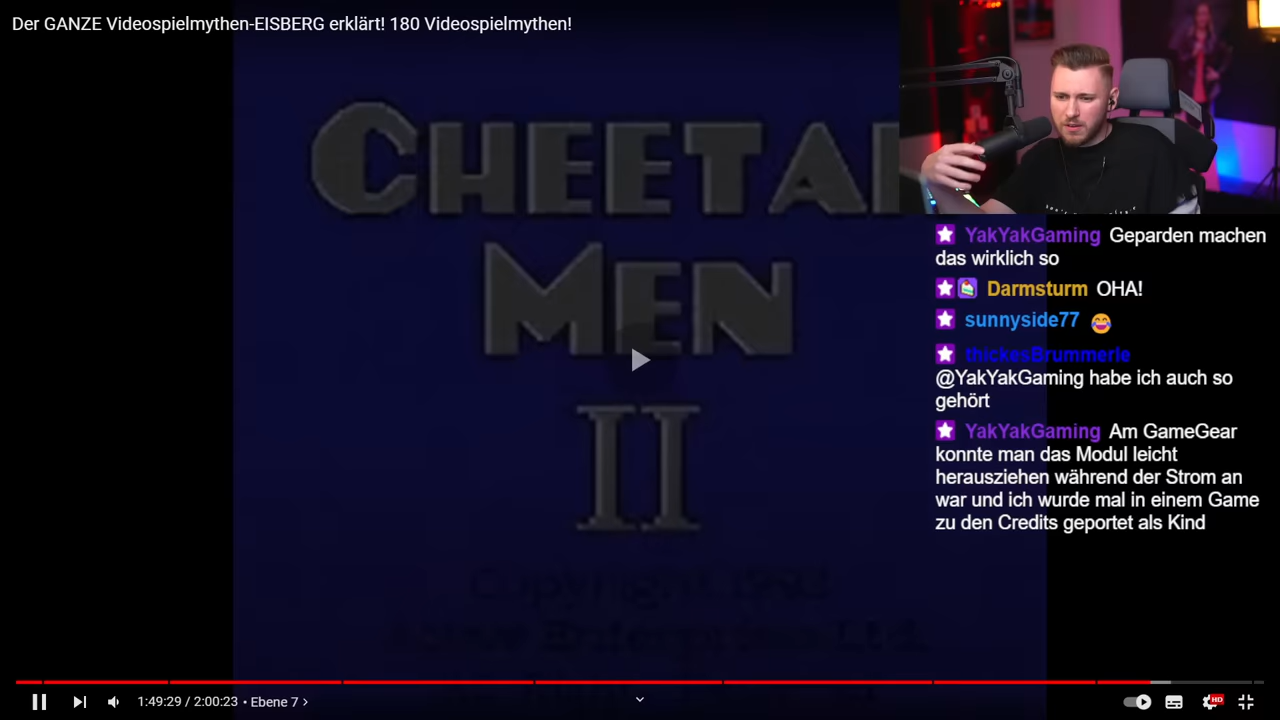 Der GANZE Videospielmythen-EISBERG erklärt! 180 Videospielmythen!
CHEETAH
MEN
II
Copyright 1992
YakYakGaming Geparden machen
das wirklich so
Darmsturm OHA!
sunnyside77
thickesBrummerle
@YakYakGaming habe ich auch so
gehört
YakYakGaming Am GameGear
konnte man das Modul leicht
herausziehen während der Strom an
war und ich wurde mal in einem Game
zu den Credits geportet als Kind
1:49:29 / 2:00:23 • Ebene 7
HD